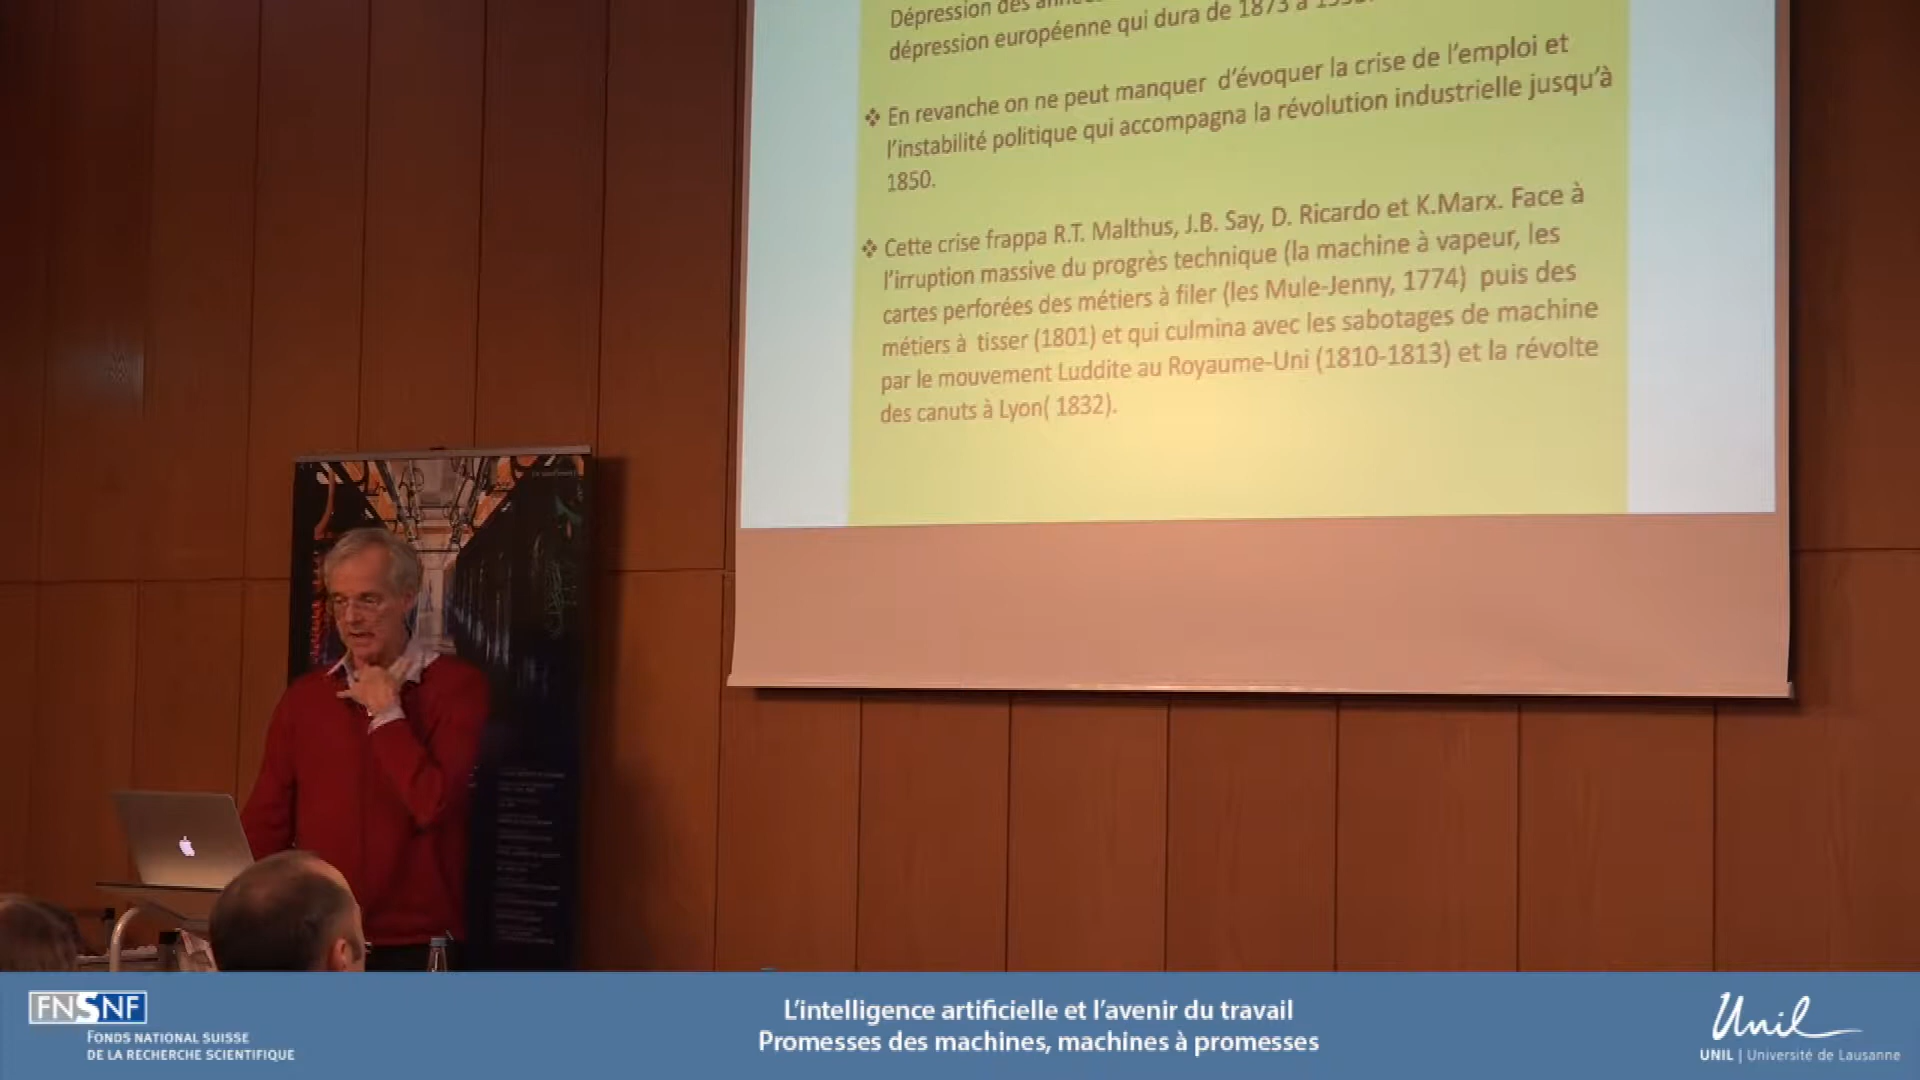 Dépression des
dépression européenne qui dura de 1873 à
❖ En revanche on ne peut manquer d'évoquer la crise de l'emploi et
l'instabilité politique qui accompagna la révolution industrielle jusqu'à
1850.
❖ Cette crise frappa R.T. Malthus, J.B. Say, D. Ricardo et K.Marx. Face à
l'irruption massive du progrès technique (la machine à vapeur, les
cartes perforées des métiers à filer (les Mule-Jenny, 1774) puis des
métiers à tisser (1801) et qui culmina avec les sabotages de machine
par le mouvement Luddite au Royaume-Uni (1810-1813) et la révolte
des canuts à Lyon( 1832).
FNSNF
FONDS NATIONAL SUISSE
DE LA RECHERCHE SCIENTIFIQUE
L'intelligence artificielle et l'avenir du travail
Promesses des machines, machines à promesses
Unil
UNIL | Université de Lausanne